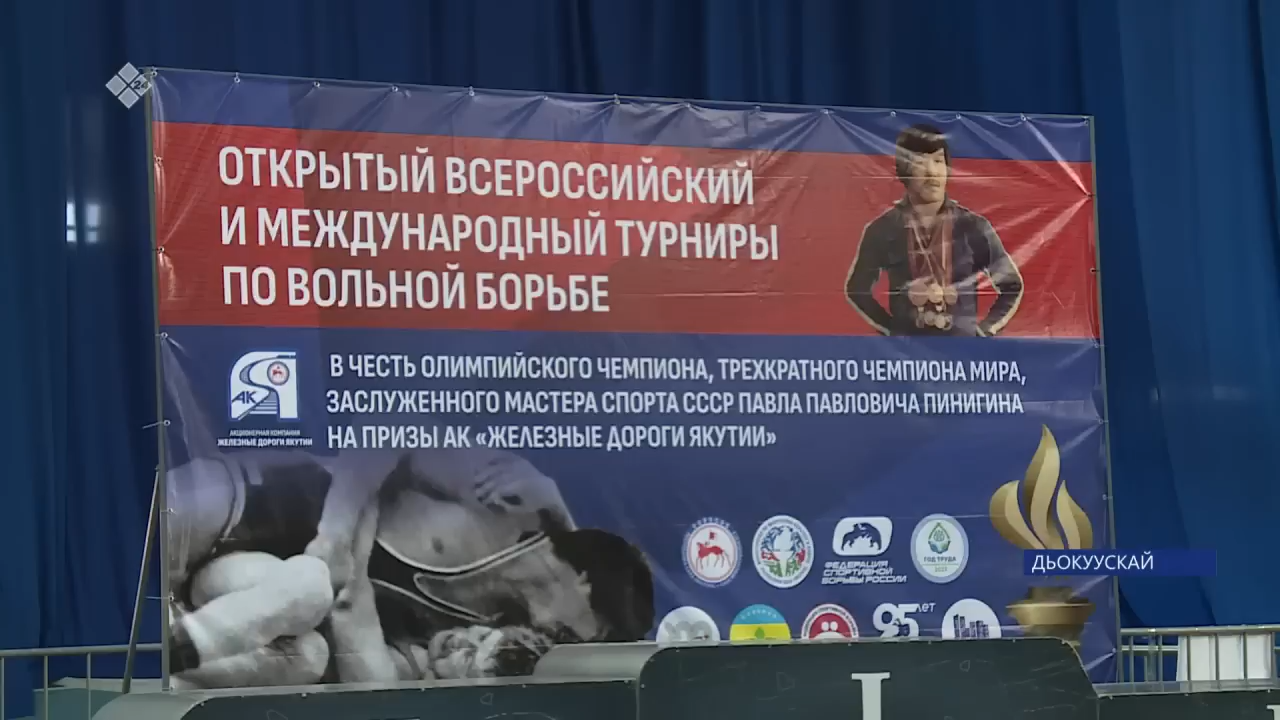 ОТКРЫТЫЙ ВСЕРОССИЙСКИЙ
И МЕЖДУНАРОДНЫЙ ТУРНИРЫ
ПО ВОЛЬНОЙ БОРЬБЕ
В ЧЕСТЬ ОЛИМПИЙСКОГО ЧЕМПИОНА, ТРЕХКРАТНОГО ЧЕМПИОНА МИРА,
ЗАСЛУЖЕННОГО МАСТЕРА СПОРТА СССР ПАВЛА ПАВЛОВИЧА ПИНИГИНА
НА ПРИЗЫ АК «ЖЕЛЕЗНЫЕ ДОРОГИ ЯКУТИИ»
АК
АКЦИОНЕРНАЯ КОМПАНИЯ
ЖЕЛЕЗНЫЕ ДОРОГИ ЯКУТИИ
ФЕДЕРАЦИЯ
СПОРТИВНОЙ
БОРЬБЫ РОССИИ
ГОД ТРУДА
95 ЛЕТ
ДЬОКУУСКАЙ
I